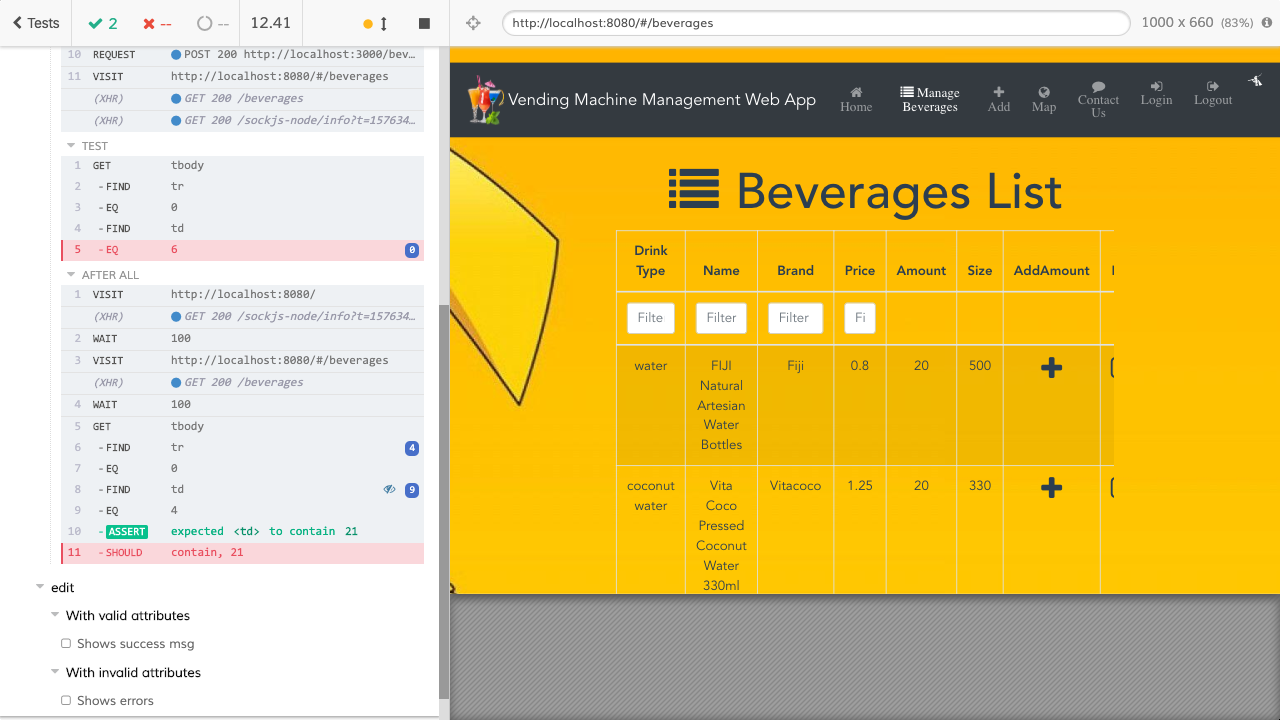 Tests
2
--
--
12.41
10 REQUEST POST 200 http://localhost:3000/bev…
11 VISIT http://localhost:8080/#/beverages
(XHR) GET 200 /beverages
(XHR) GET 200 /sockjs-node/info?t=157634…
TEST
1 GET tbody
2 -FIND tr
3 -EQ 0
4 -FIND td
5 -EQ 6 0
AFTER ALL
1 VISIT http://localhost:8080/
(XHR) GET 200 /sockjs-node/info?t=157634…
2 WAIT 100
3 VISIT http://localhost:8080/#/beverages
(XHR) GET 200 /beverages
4 WAIT 100
5 GET tbody
6 -FIND tr 4
7 -EQ 0
8 -FIND td 9
9 -EQ 4
10 -ASSERT expected <td> to contain 21
11 -SHOULD contain, 21
edit
With valid attributes
Shows success msg
With invalid attributes
Shows errors
http://localhost:8080/#/beverages
1000 x 660 (83%)
Vending Machine Management Web App
Home
Manage
Beverages
Add
Map
Contact
Us
Login
Logout
Beverages List
Drink
Type Name Brand Price Amount Size AddAmount
Filte Filter Filter Fi
water FIJI Fiji 0.8 20 500
Natural
Artesian
Water
Bottles
coconut Vita Vitacoco 1.25 20 330
water Coco
Pressed
Coconut
Water
330ml